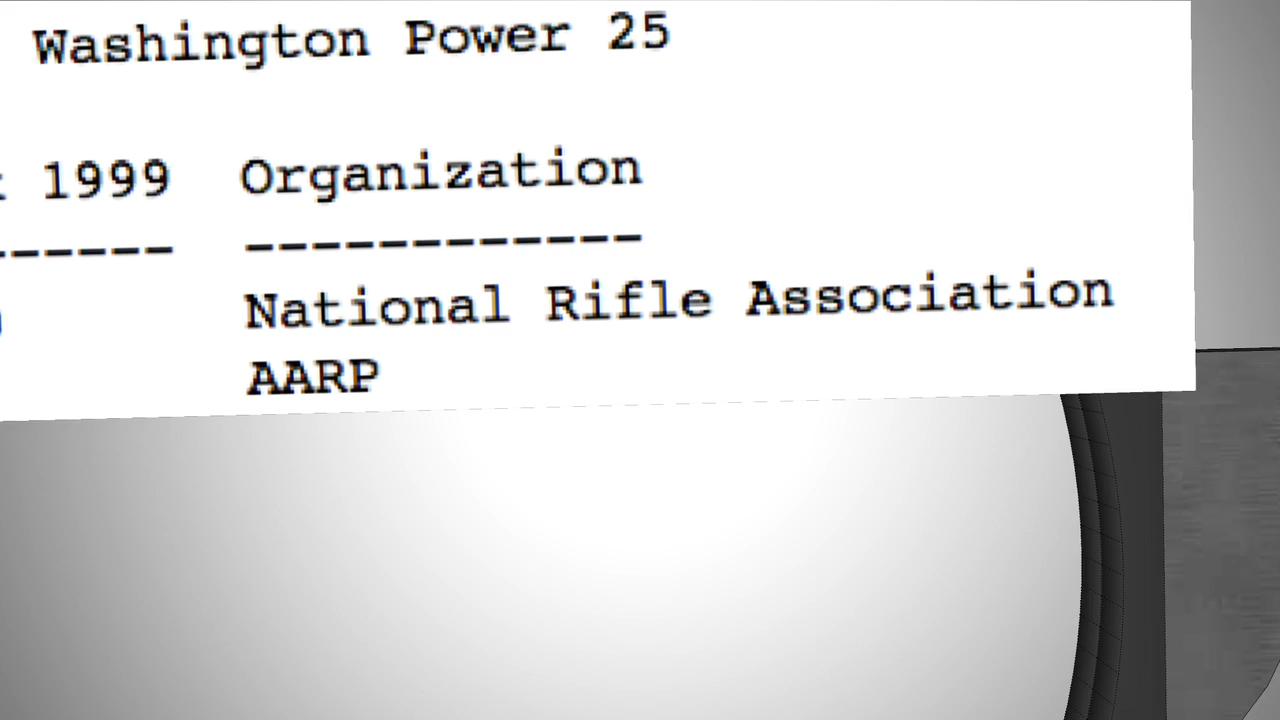 Washington Power 25
1999 Organization
------ -------------
National Rifle Association
AARP